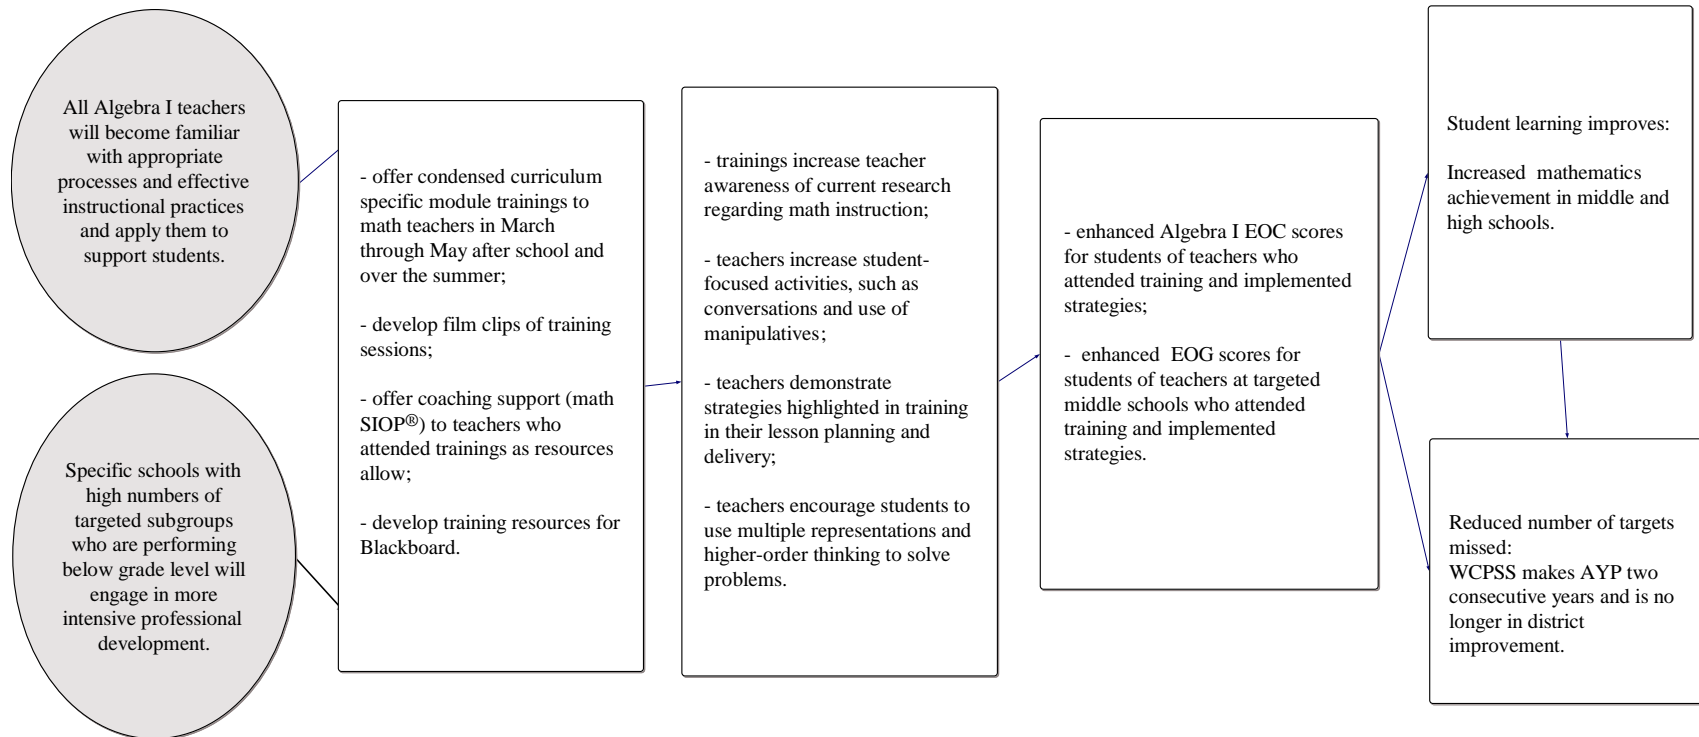 All Algebra I teachers
will become familiar
with appropriate
processes and effective
instructional practices
and apply them to
support students.
Specific schools with
high numbers of
targeted subgroups
who are performing
below grade level will
engage in more
intensive professional
development.
- offer condensed curriculum
specific module trainings to
math teachers in March
through May after school and
over the summer;
- develop film clips of training
sessions;
- offer coaching support (math
SIOP®) to teachers who
attended trainings as resources
allow;
- develop training resources for
Blackboard.
- trainings increase teacher
awareness of current research
regarding math instruction;
- teachers increase student-
focused activities, such as
conversations and use of
manipulatives;
- teachers demonstrate
strategies highlighted in training
in their lesson planning and
delivery;
- teachers encourage students to
use multiple representations and
higher-order thinking to solve
problems.
- enhanced Algebra I EOC scores
for students of teachers who
attended training and implemented
strategies;
- enhanced EOG scores for
students of teachers at targeted
middle schools who attended
training and implemented
strategies.
Student learning improves:
Increased mathematics
achievement in middle and
high schools.
Reduced number of targets
missed:
WCPSS makes AYP two
consecutive years and is no
longer in district
improvement.